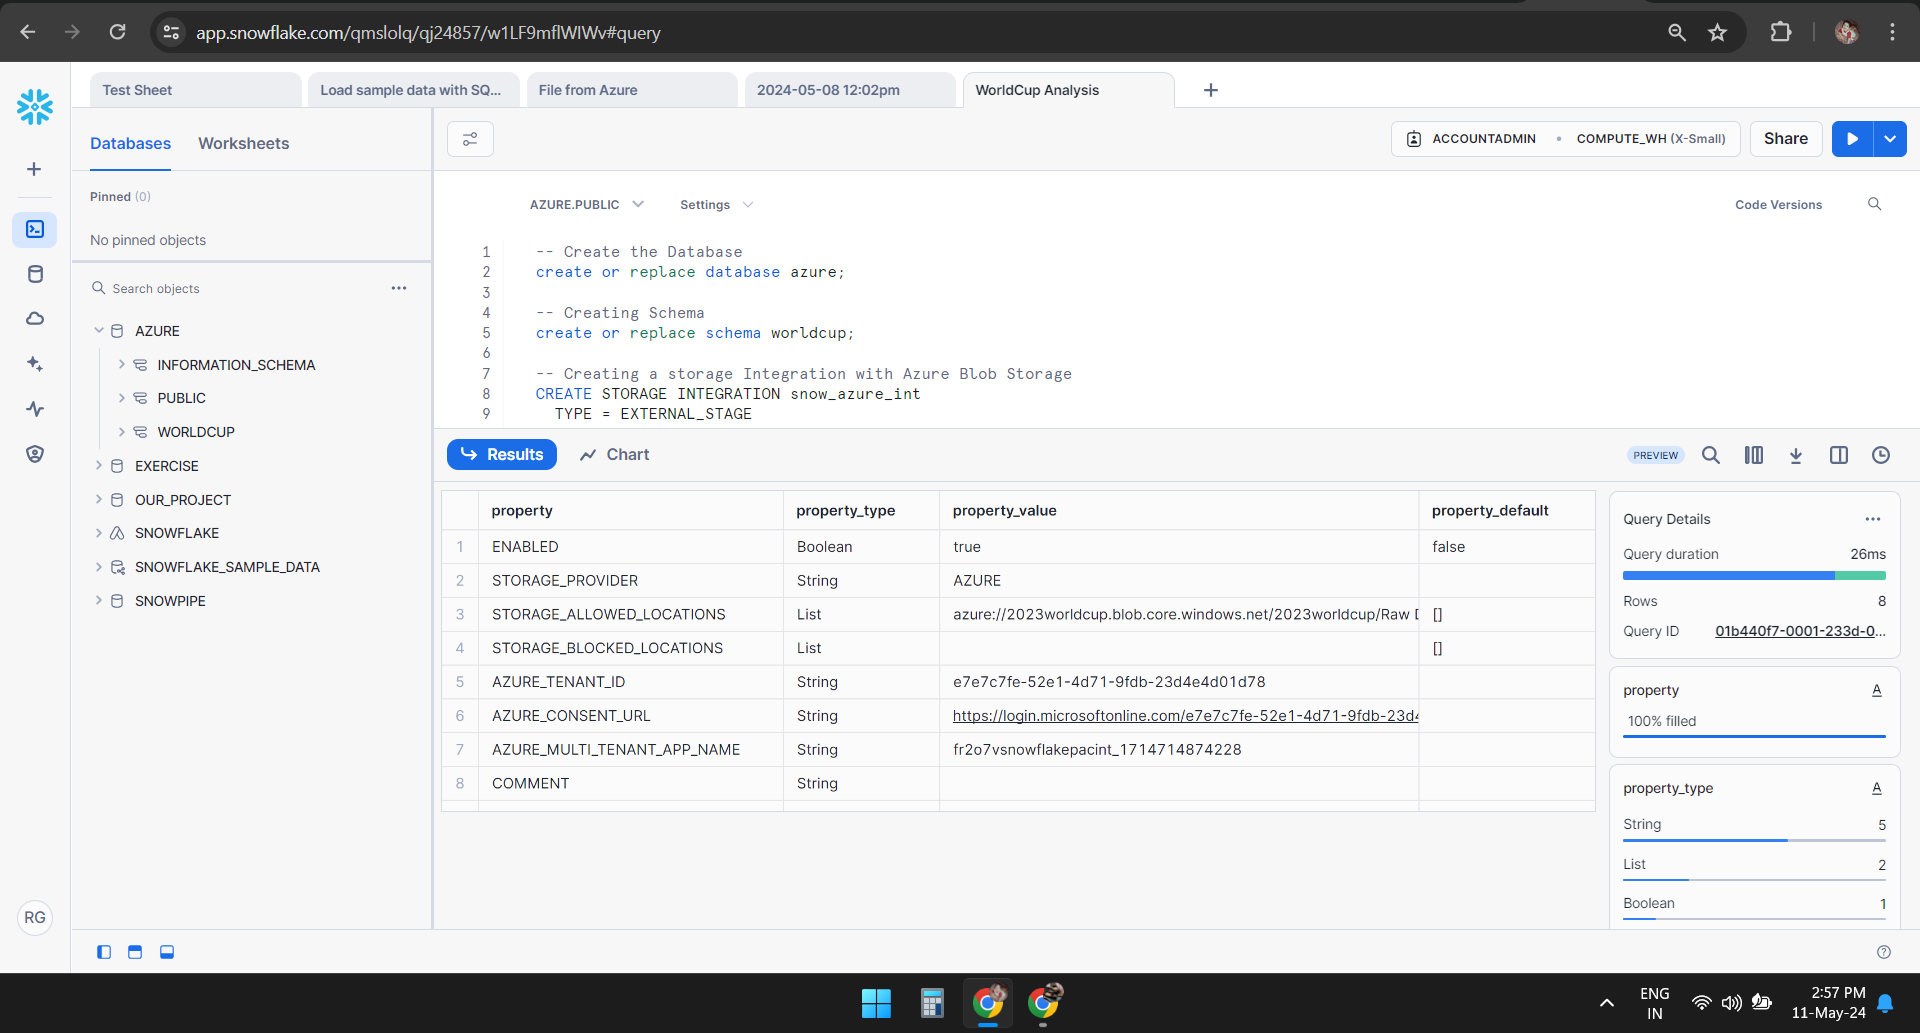 app.snowflake.com/qmslolq/qj24857/w1LF9mflWIWv#query
Test Sheet
Load sample data with SQ...
File from Azure
2024-05-08 12:02pm
WorldCup Analysis
Databases
Worksheets
ACCOUNTADMIN • COMPUTE_WH (X-Small)
Share
Pinned (0)
No pinned objects
Search objects
AZURE
INFORMATION_SCHEMA
PUBLIC
WORLDCUP
EXERCISE
OUR_PROJECT
SNOWFLAKE
SNOWFLAKE_SAMPLE_DATA
SNOWPIPE
RG
AZURE.PUBLIC
Settings
Code Versions
1 -- Create the Database
2 create or replace database azure;
3
4 -- Creating Schema
5 create or replace schema worldcup;
6
7 -- Creating a storage Integration with Azure Blob Storage
8 CREATE STORAGE INTEGRATION snow_azure_int
9 TYPE = EXTERNAL_STAGE
Results
Chart
PREVIEW
property property_type property_value property_default
1 ENABLED Boolean true false
2 STORAGE_PROVIDER String AZURE
3 STORAGE_ALLOWED_LOCATIONS List azure://2023worldcup.blob.core.windows.net/2023worldcup/Raw []
4 STORAGE_BLOCKED_LOCATIONS List []
5 AZURE_TENANT_ID String e7e7c7fe-52e1-4d71-9fdb-23d4e4d01d78
6 AZURE_CONSENT_URL String https://login.microsoftonline.com/e7e7c7fe-52e1-4d71-9fdb-23d4
7 AZURE_MULTI_TENANT_APP_NAME String fr2o7vsnowflakepacint_1714714874228
8 COMMENT String
Query Details
Query duration 26ms
Rows 8
Query ID 01b440f7-0001-233d-0...
property A
100% filled
property_type A
String 5
List 2
Boolean 1
ENG
IN
2:57 PM
11-May-24